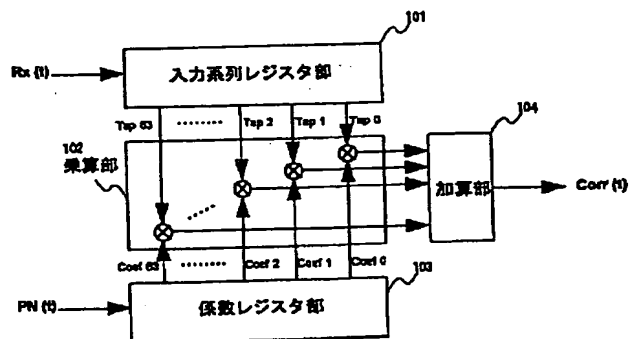 101
Rx (t)
入力系列レジスタ部
104
Tap 63
Tap 2
Tap 1
Tap 0
102
乗算部
加算部
Corr (t)
Coef 63
Coef 2
Coef 1
Coef 0
103
PN (t)
係数レジスタ部